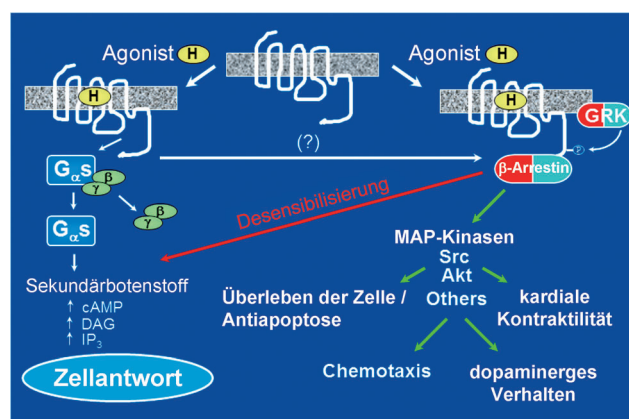 Agonist H
Agonist H
H
H
GRK
P
(?)
Gαs
β
γ
β-Arrestin
β
γ
Gαs
Desensibilisierung
MAP-Kinasen
Src
Akt
Others
Sekundärbotenstoff
↑ cAMP
↑ DAG
↑ IP3
Überleben der Zelle /
Antiapoptose
kardiale
Kontraktilität
Zellantwort
Chemotaxis
dopaminerges
Verhalten